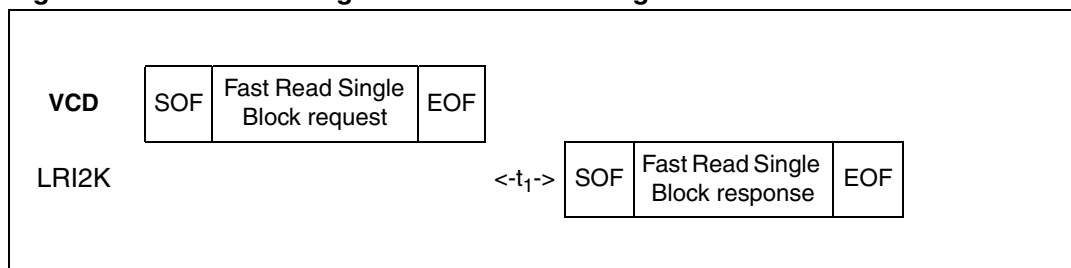 VCD SOF Fast Read Single Block request EOF
LRI2K <-t1-> SOF Fast Read Single Block response EOF